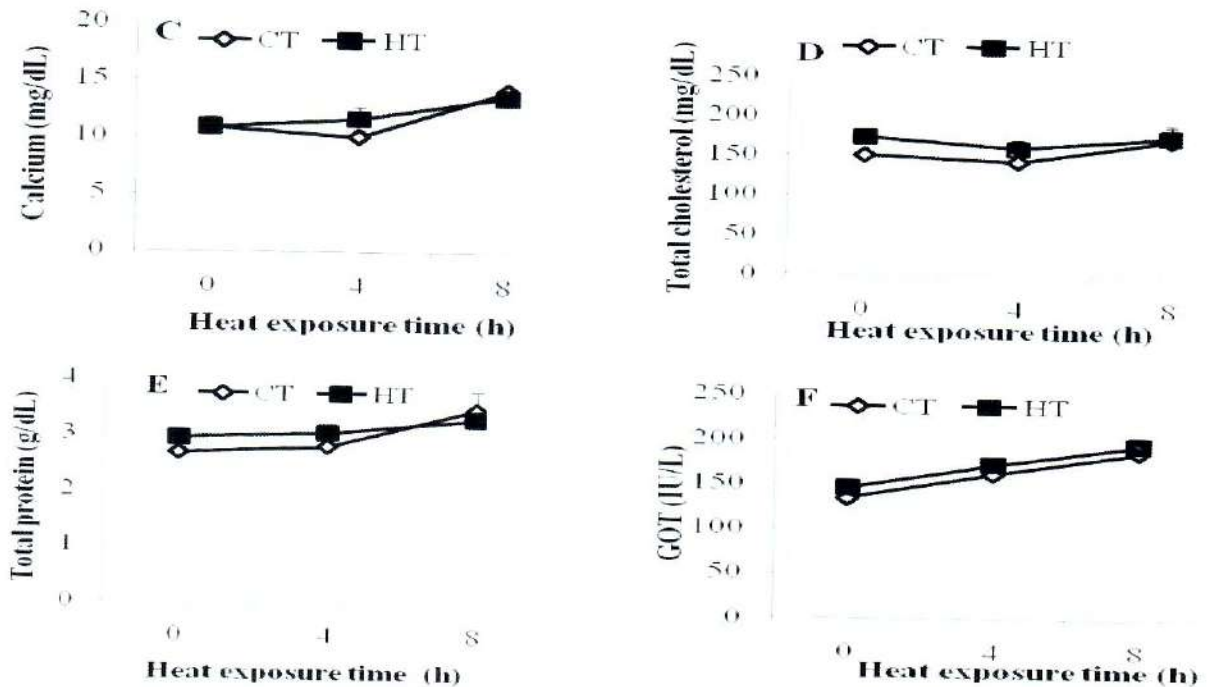 C CT HT
Calcium (mg/dL)
20
15
10
5
0
0 4 8
Heat exposure time (h)
D CT HT
Total cholesterol (mg/dL)
250
200
150
100
50
0
0 4 8
Heat exposure time (h)
E CT HT
Total protein (g/dL)
4
3
2
1
0
0 4 8
Heat exposure time (h)
F CT HT
GOT (IU/L)
250
200
150
100
50
0
0 4 8
Heat exposure time (h)